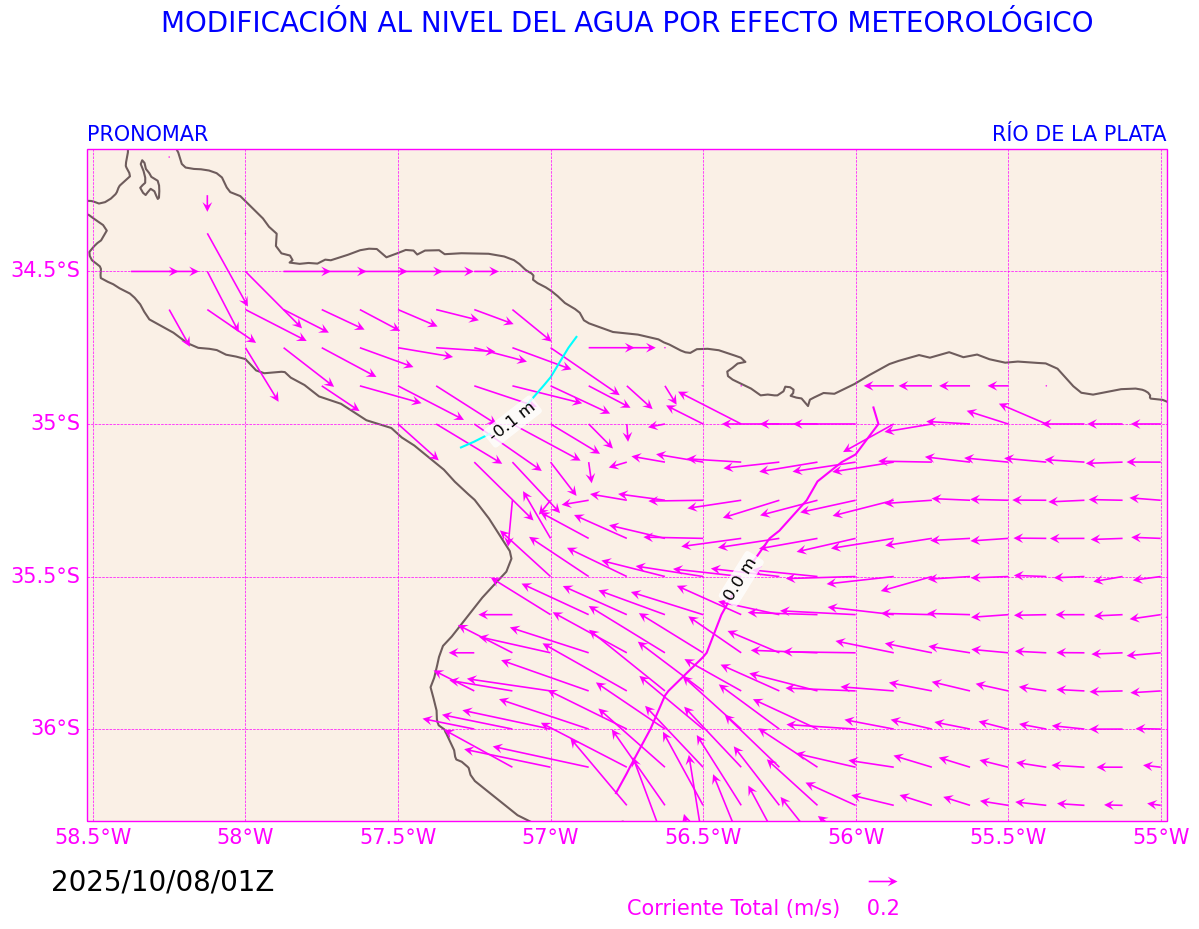 MODIFICACIÓN AL NIVEL DEL AGUA POR EFECTO METEOROLÓGICO
PRONOMAR
RÍO DE LA PLATA
34.5°S
35°S
35.5°S
36°S
-0.1 m
0.0 m
58.5°W
58°W
57.5°W
57°W
56.5°W
56°W
55.5°W
55°W
2025/10/08/01Z
Corriente Total (m/s)
0.2